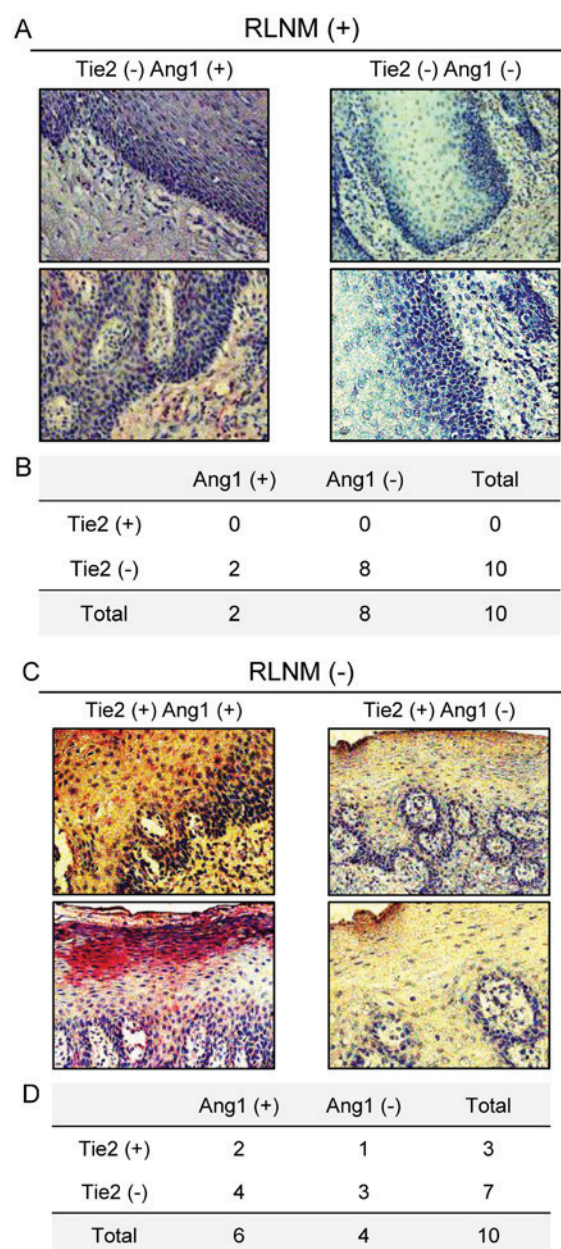 A
RLNM (+)
Tie2 (-) Ang1 (+) Tie2 (-) Ang1 (-)
B
Ang1 (+) Ang1 (-) Total
Tie2 (+) 0 0 0
Tie2 (-) 2 8 10
Total 2 8 10
C
RLNM (-)
Tie2 (+) Ang1 (+) Tie2 (+) Ang1 (-)
D
Ang1 (+) Ang1 (-) Total
Tie2 (+) 2 1 3
Tie2 (-) 4 3 7
Total 6 4 10